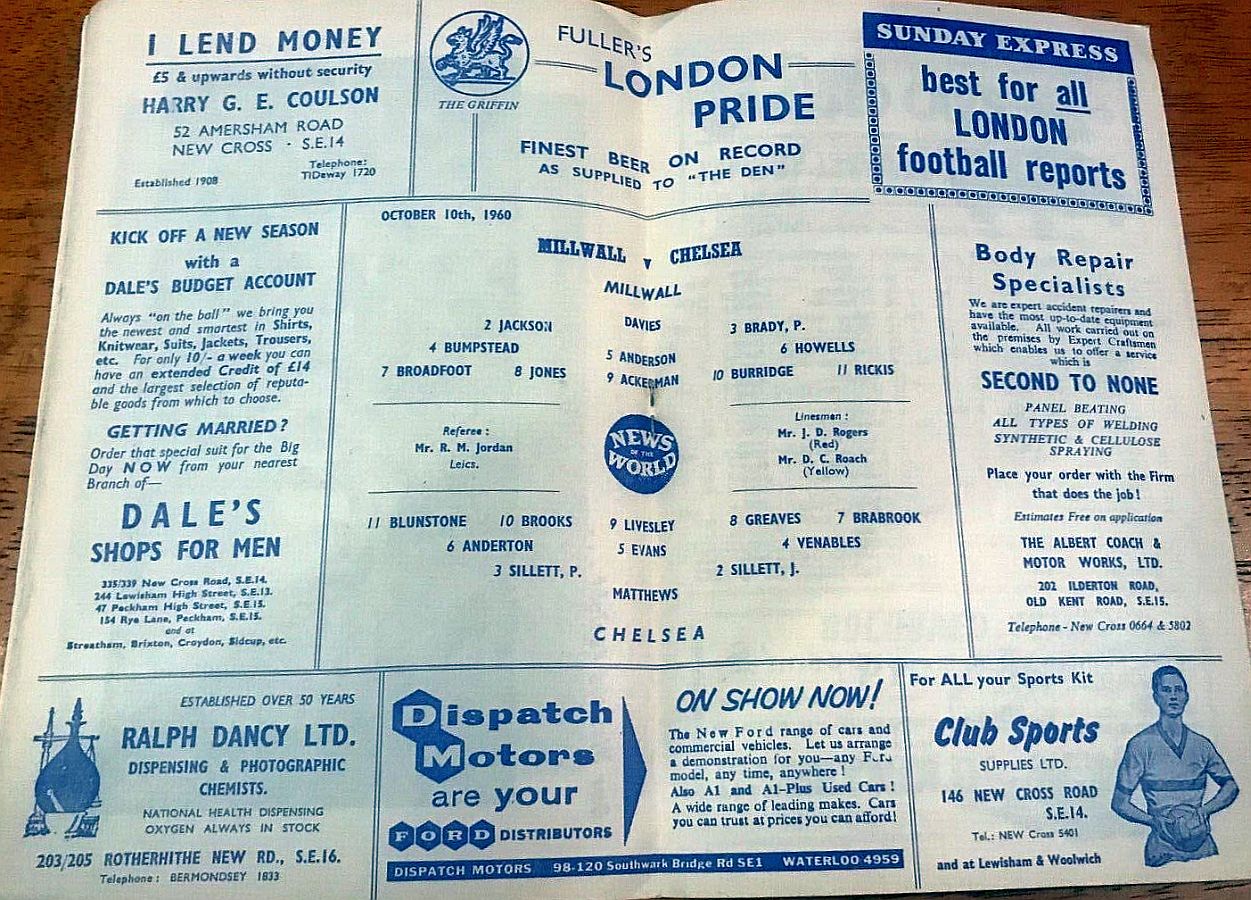 I LEND MONEY
£5 & upwards without security
HARRY G. E. COULSON
52 AMERSHAM ROAD
NEW CROSS · S.E.14
Telephone:
TIDeway 1720
Established 1908
THE GRIFFIN
FULLER'S
LONDON
PRIDE
FINEST BEER ON RECORD
AS SUPPLIED TO "THE DEN"
SUNDAY EXPRESS
best for all
LONDON
football reports
KICK OFF A NEW SEASON
with a
DALE'S BUDGET ACCOUNT
Always "on the ball" we bring you
the newest and smartest in Shirts,
Knitwear, Suits, Jackets, Trousers,
etc. For only 10/- a week you can
have an extended Credit of £14
and the largest selection of reputa-
ble goods from which to choose.
GETTING MARRIED?
Order that special suit for the Big
Day NOW from your nearest
Branch of—
DALE'S
SHOPS FOR MEN
335/339 New Cross Road, S.E.14.
244 Lewisham High Street, S.E.13.
47 Peckham High Street, S.E.15.
154 Rye Lane, Peckham, S.E.15.
and at
Streatham, Brixton, Croydon, Sidcup, etc.
OCTOBER 10th, 1960
MILLWALL v CHELSEA
MILLWALL
DAVIES
2 JACKSON 3 BRADY, P.
4 BUMPSTEAD 5 ANDERSON 6 HOWELLS
7 BROADFOOT 8 JONES 9 ACKERMAN 10 BURRIDGE 11 RICKIS
Referee:
Mr. R. M. Jordan
Leics.
NEWS
OF THE
WORLD
Linesmen:
Mr. J. D. Rogers
(Red)
Mr. D. C. Roach
(Yellow)
11 BLUNSTONE 10 BROOKS 9 LIVESLEY 8 GREAVES 7 BRABROOK
6 ANDERTON 5 EVANS 4 VENABLES
3 SILLETT, P. 2 SILLETT, J.
MATTHEWS
CHELSEA
Body Repair
Specialists
We are expert accident repairers and
have the most up-to-date equipment
available. All work carried out on
the premises by Expert Craftsmen
which enables us to offer a service
which is
SECOND TO NONE
PANEL BEATING
ALL TYPES OF WELDING
SYNTHETIC & CELLULOSE
SPRAYING
Place your order with the Firm
that does the job!
Estimates Free on application
THE ALBERT COACH &
MOTOR WORKS, LTD.
202 ILDERTON ROAD,
OLD KENT ROAD, S.E.15.
Telephone - New Cross 0664 & 5802
ESTABLISHED OVER 50 YEARS
RALPH DANCY LTD.
DISPENSING & PHOTOGRAPHIC
CHEMISTS.
NATIONAL HEALTH DISPENSING
OXYGEN ALWAYS IN STOCK
203/205 ROTHERHITHE NEW RD., S.E.16.
Telephone: BERMONDSEY 1833
Dispatch
Motors
are your
FORD DISTRIBUTORS
ON SHOW NOW!
The New Ford range of cars and
commercial vehicles. Let us arrange
a demonstration for you—any Ford
model, any time, anywhere!
Also A1 and A1-Plus Used Cars!
A wide range of leading makes. Cars
you can trust at prices you can afford!
DISPATCH MOTORS 98-120 Southwark Bridge Rd SE1 WATERLOO 4959
For ALL your Sports Kit
Club Sports
SUPPLIES LTD.
146 NEW CROSS ROAD
S.E.14.
Tel.: NEW Cross 5401
and at Lewisham & Woolwich